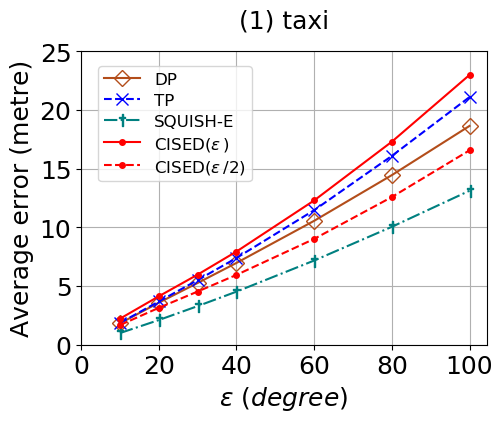 (1) taxi
Average error (metre)
25
20
15
10
5
0
DP
TP
SQUISH-E
CISED(ε )
CISED(ε /2)
0 20 40 60 80 100
ε (degree)